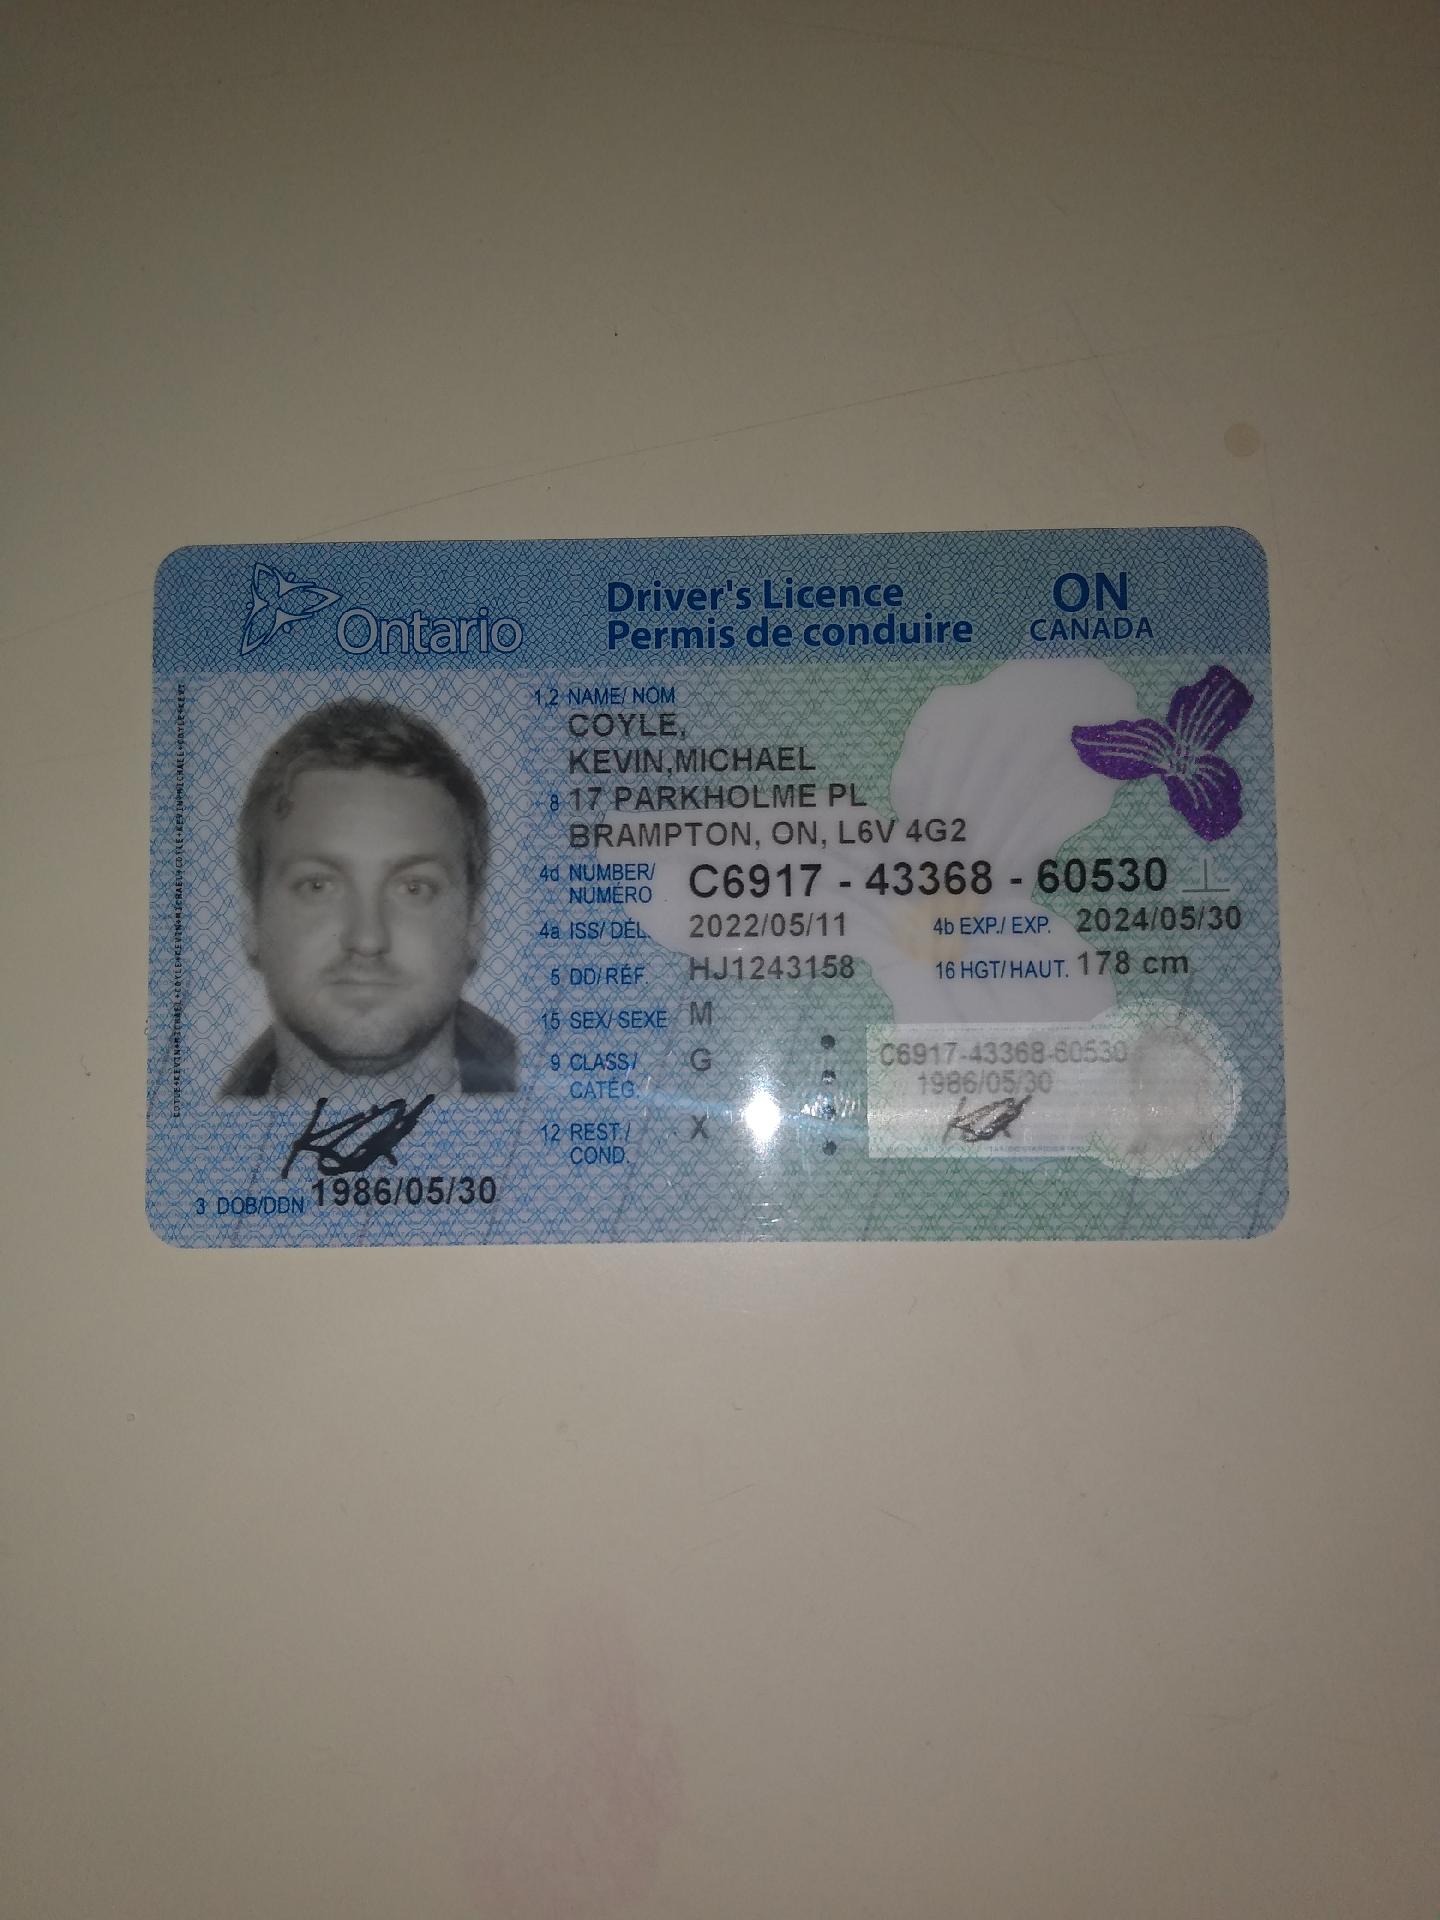 Ontario
Driver's Licence
Permis de conduire
ON
CANADA
1,2 NAME/ NOM
COYLE,
KEVIN,MICHAEL
8 17 PARKHOLME PL
BRAMPTON, ON, L6V 4G2
4d NUMBER/ NUMÉRO C6917 - 43368 - 60530
4a ISS/ DÉL. 2022/05/11 4b EXP./ EXP. 2024/05/30
5 DD/RÉF. HJ1243158 16 HGT/HAUT. 178 cm
15 SEX/ SEXE M
9 CLASS/ CATÉG. G
12 REST./ COND. X
C6917-43368-60530
1986/05/30
3 DOB/DDN 1986/05/30